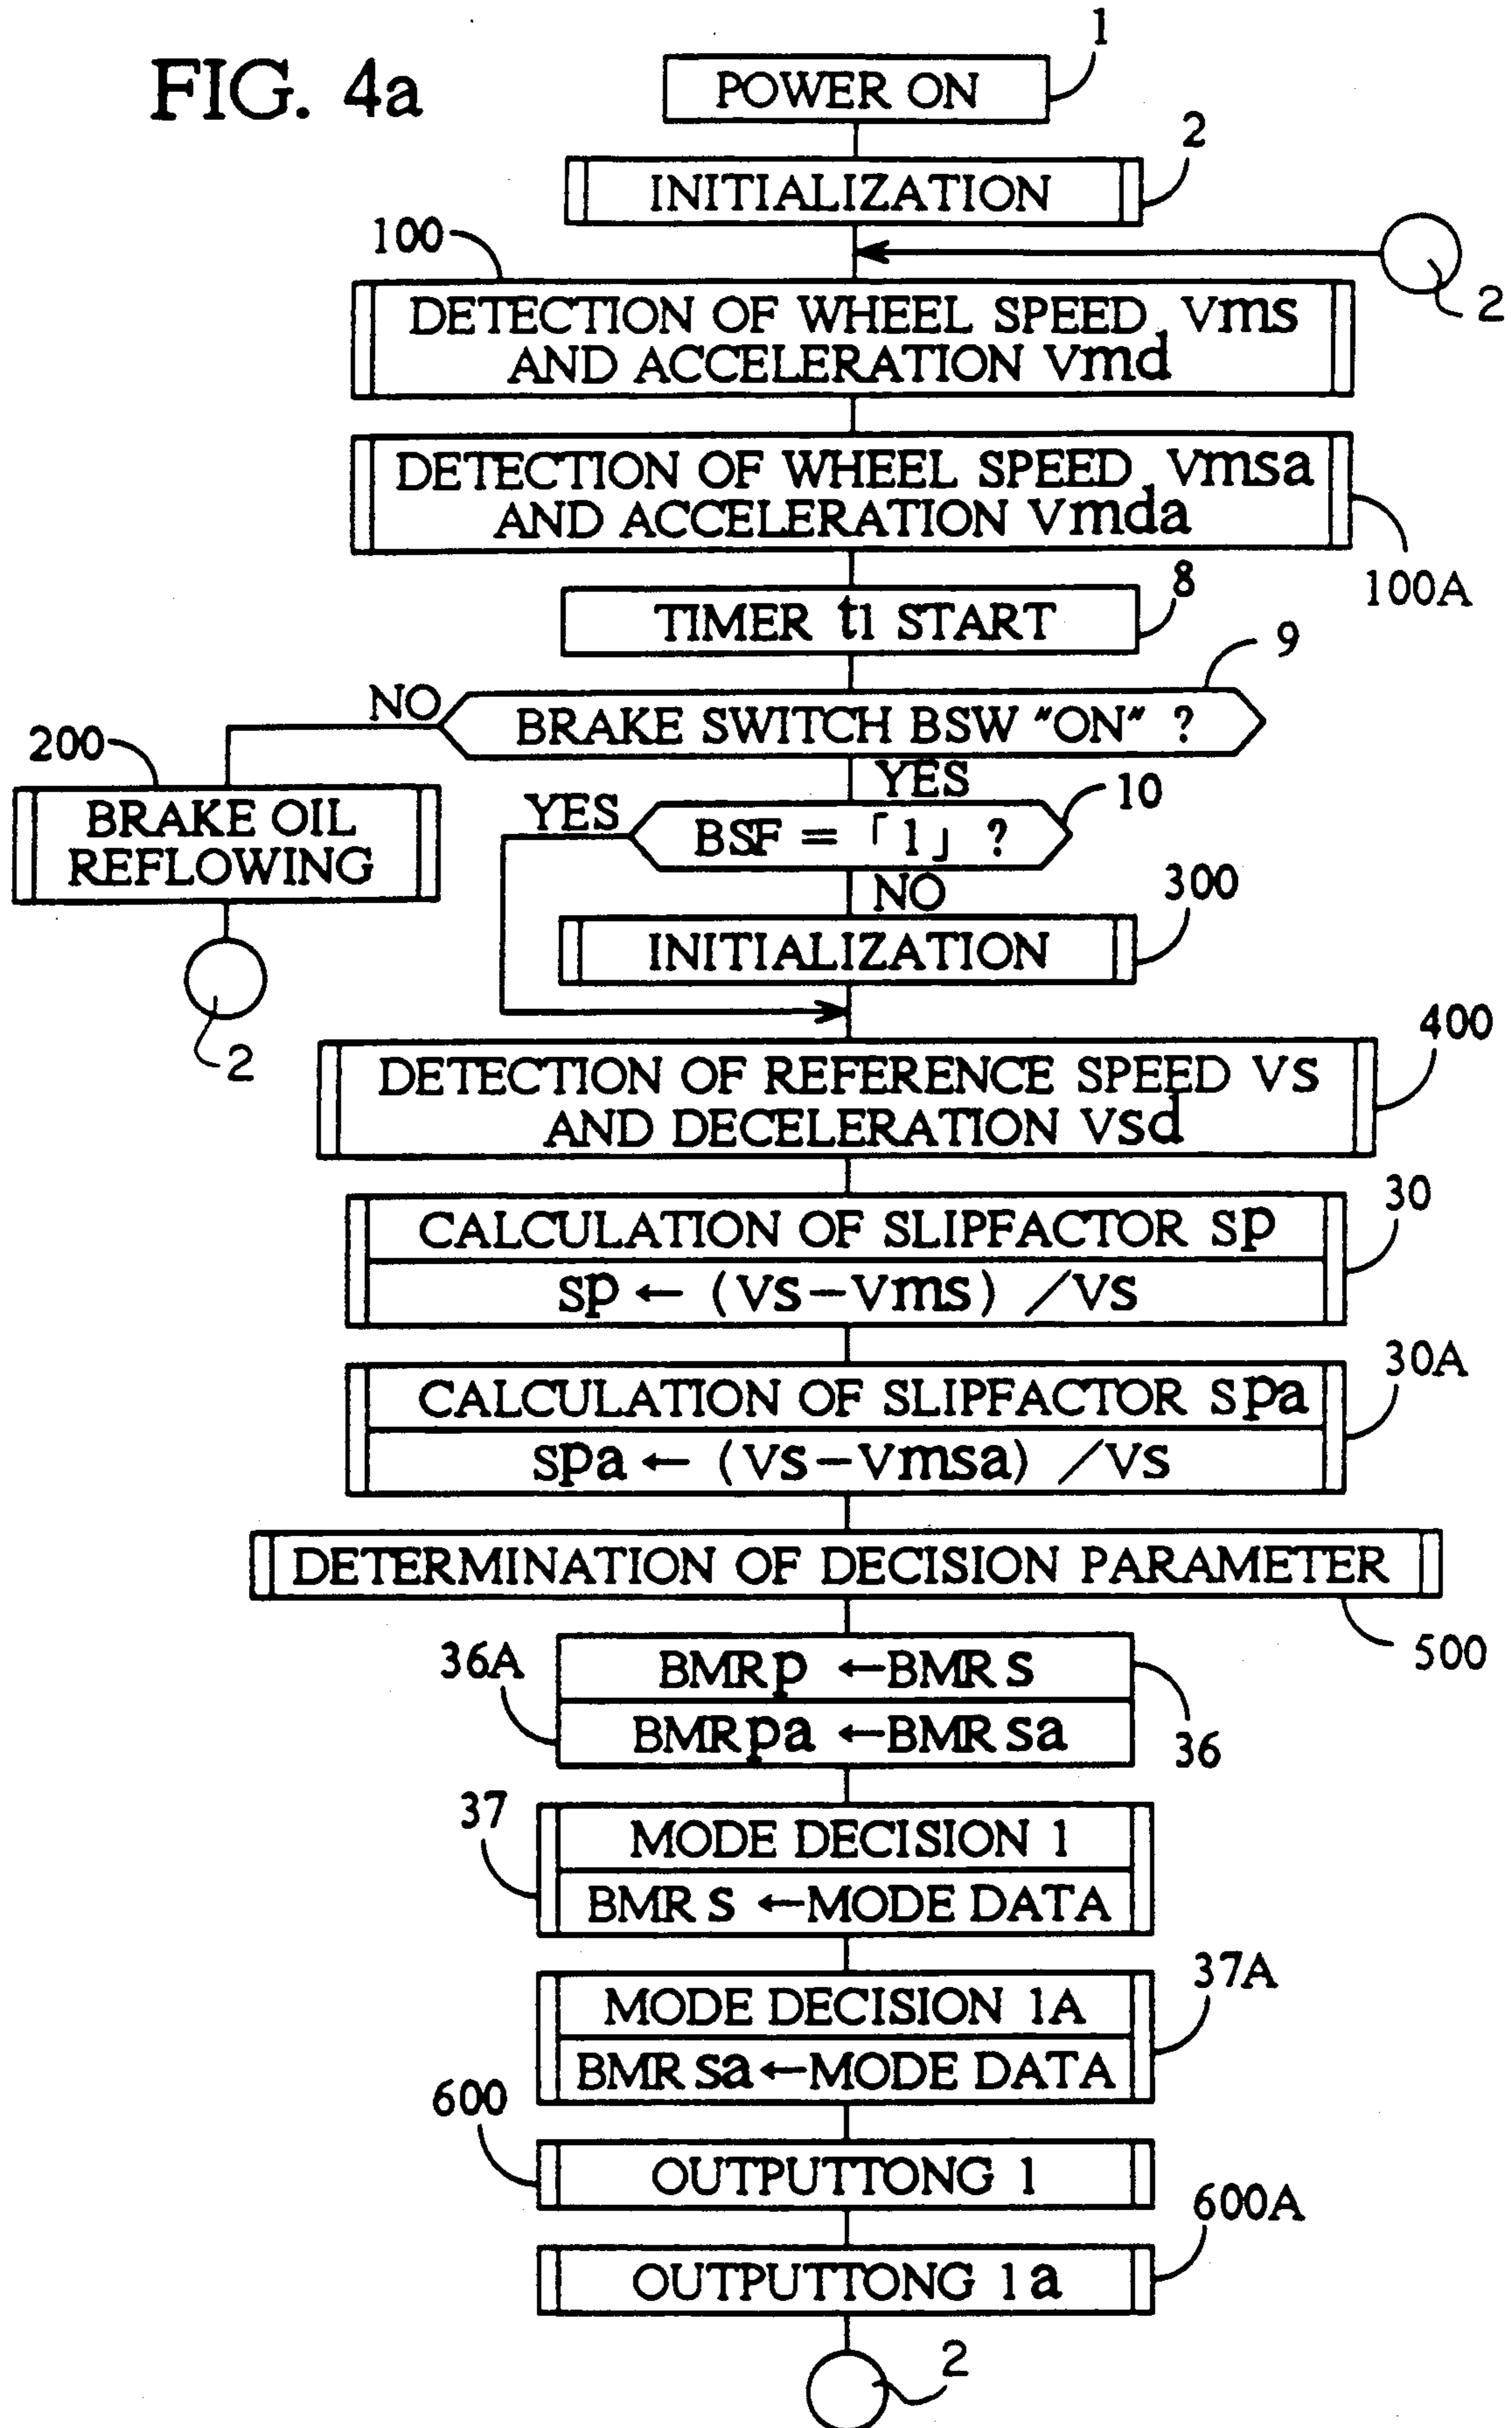 FIG. 4a
1
POWER ON
2
INITIALIZATION
100
2
DETECTION OF WHEEL SPEED Vms
AND ACCELERATION Vmd
DETECTION OF WHEEL SPEED Vmsa
AND ACCELERATION Vmda
100A
8
TIMER t1 START
9
NO
BRAKE SWITCH BSW "ON" ?
200
YES
10
BRAKE OIL
REFLOWING
YES
BSF = 「1」 ?
NO
300
INITIALIZATION
2
400
DETECTION OF REFERENCE SPEED Vs
AND DECELERATION Vsd
30
CALCULATION OF SLIPFACTOR Sp
Sp ← (Vs-Vms) /Vs
30A
CALCULATION OF SLIPFACTOR Spa
Spa ← (Vs-Vmsa) /Vs
DETERMINATION OF DECISION PARAMETER
500
36A
BMRp ←BMRs
BMRpa ←BMRsa
36
37
MODE DECISION 1
BMRs ←MODE DATA
37A
MODE DECISION 1A
BMRsa←MODE DATA
600
OUTPUTTONG 1
600A
OUTPUTTONG 1a
2